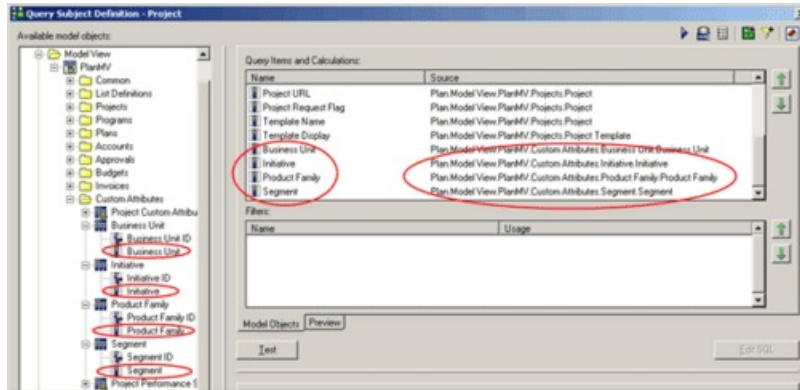 Query Subject Definition - Project
Available model objects:
Model View
PlanMV
Common
List Definitions
Projects
Programs
Plans
Accounts
Approvals
Budgets
Invoices
Custom Attributes
Project Custom Attribu
Business Unit
Business Unit ID
Business Unit
Initiative
Initiative ID
Initiative
Product Family
Product Family ID
Product Family
Segment
Segment ID
Segment
Project Performance S
Query Items and Calculations:
Name Source
Project URL Plan.Model View.PlanMV.Projects.Project
Project Request Flag Plan.Model View.PlanMV.Projects.Project
Template Name Plan.Model View.PlanMV.Projects.Project
Template Display Plan.Model View.PlanMV.Projects.Project Template
Business Unit Plan.Model View.PlanMV.Custom Attributes.Business Unit.Business Unit
Initiative Plan.Model View.PlanMV.Custom Attributes.Initiative.Initiative
Product Family Plan.Model View.PlanMV.Custom Attributes.Product Family.Product Family
Segment Plan.Model View.PlanMV.Custom Attributes.Segment.Segment
Filters:
Name Usage
Model Objects Preview
Test Edit SQL